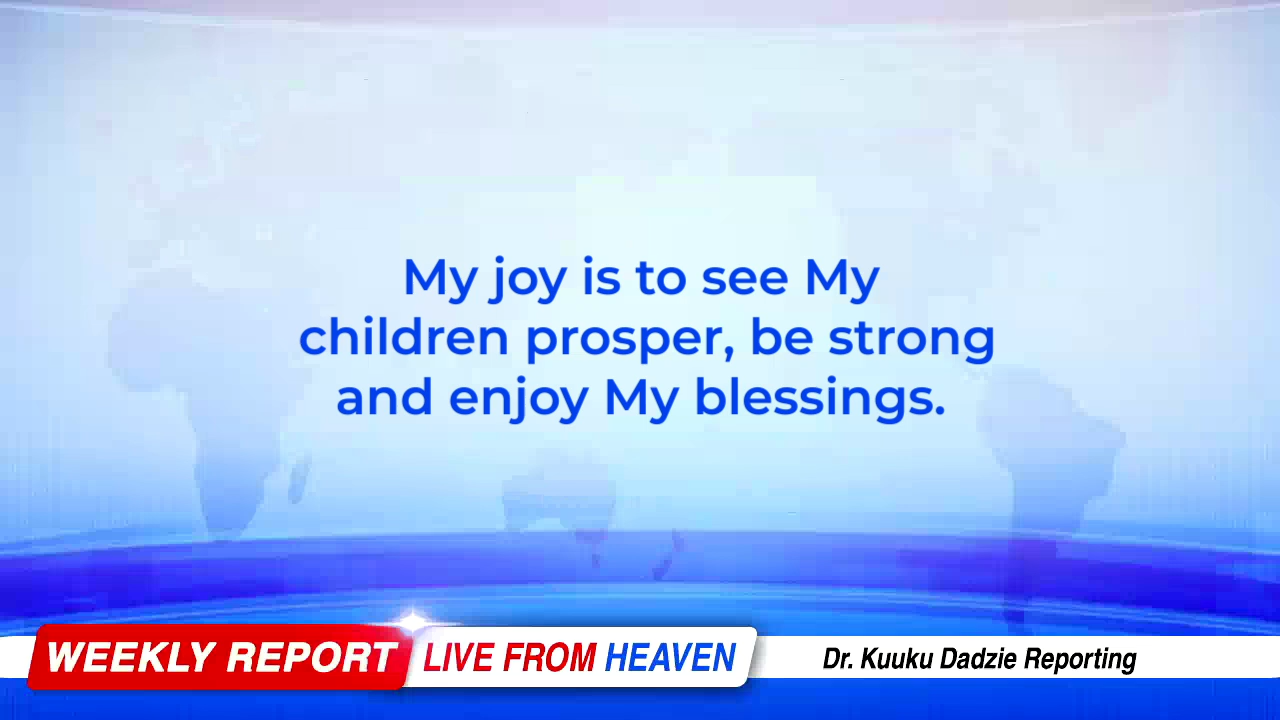 My joy is to see My
children prosper, be strong
and enjoy My blessings.
WEEKLY REPORT LIVE FROM HEAVEN Dr. Kuuku Dadzie Reporting